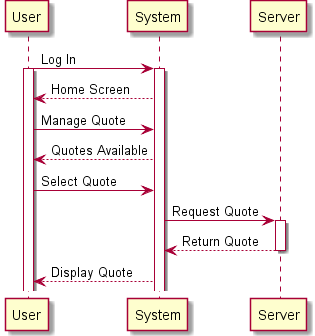 User System Server
Log In
Home Screen
Manage Quote
Quotes Available
Select Quote
Request Quote
Return Quote
Display Quote
User System Server